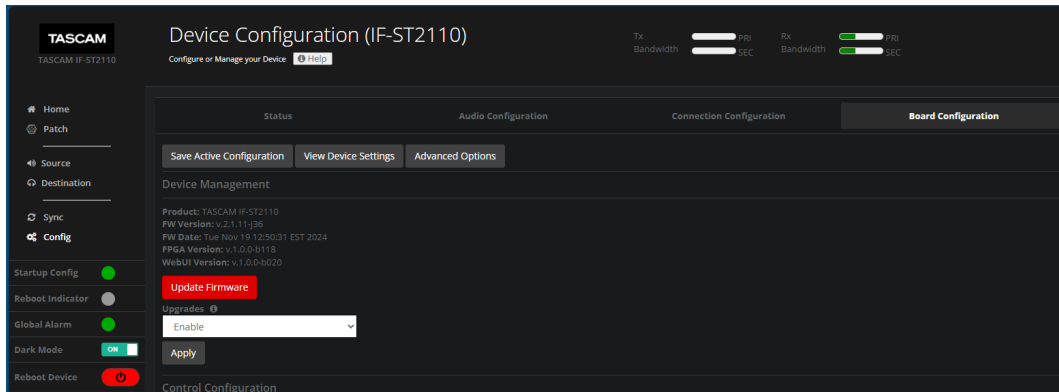 TASCAM
TASCAM IF-ST2110
Device Configuration (IF-ST2110)
Configure or Manage your Device Help
Tx Bandwidth PRI SEC
Rx Bandwidth PRI SEC
Home
Patch
Source
Destination
Sync
Config
Startup Config
Reboot Indicator
Global Alarm
Dark Mode ON
Reboot Device
Status Audio Configuration Connection Configuration Board Configuration
Save Active Configuration View Device Settings Advanced Options
Device Management
Product: TASCAM IF-ST2110
FW Version: v.2.1.11-j36
FW Date: Tue Nov 19 12:50:31 EST 2024
FPGA Version: v.1.0.0-b118
WebUI Version: v.1.0.0-b020
Update Firmware
Upgrades
Enable
Apply
Control Configuration